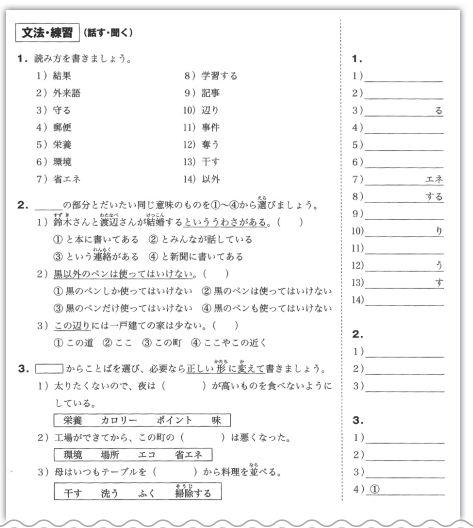 文法・練習 (話す・聞く)
1. 読み方を書きましょう。
1) 結果 8) 学習する
2) 外来語 9) 記事
3) 守る 10) 辺り
4) 郵便 11) 事件
5) 栄養 12) 奪う
6) 環境 13) 干す
7) 省エネ 14) 以外
2. ＿＿の部分とだいたい同じ意味のものを①~④から選びましょう。
1) 鈴木さんと渡辺さんが結婚するといううわさがある。( )
①と本に書いてある ②とみんなが話している
③という連絡がある ④と新聞に書いてある
2) 黒以外のペンは使ってはいけない。( )
①黒のペンしか使ってはいけない ②黒のペンは使ってはいけない
③黒のペンだけ使ってはいけない ④黒のペンも使ってはいけない
3) この辺りには一戸建ての家は少ない。( )
①この道 ②ここ ③この町 ④ここやこの近く
3. からことばを選び、必要なら正しい形に変えて書きましょう。
1) 太りたくないので、夜は( )が高いものを食べないように
している。
栄養 カロリー ポイント 味
2) 工場ができてから、この町の( )は悪くなった。
環境 場所 エコ 省エネ
3) 母はいつもテーブルを( )から料理を並べる。
干す 洗う ふく 掃除する
1.
1)
2)
3) る
4)
5)
6)
7) エネ
8) する
9)
10) り
11)
12) う
13) す
14)
2.
1)
2)
3)
3.
1)
2)
3)
4) ①